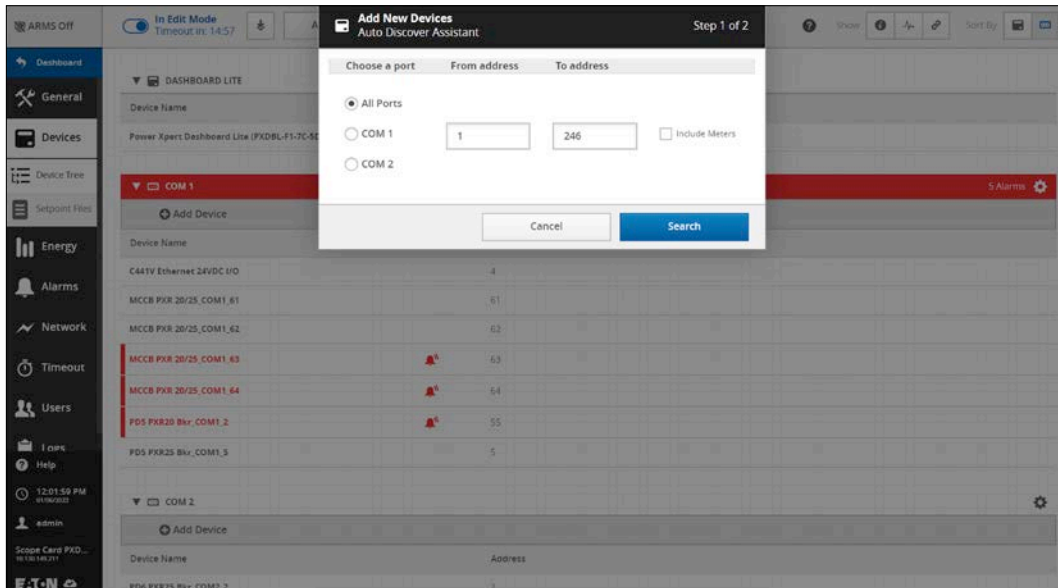 ARMS Off
In Edit Mode
Timeout in: 14:57
A
Add New Devices
Auto Discover Assistant
Step 1 of 2
Show
Sort By
Dashboard
General
Devices
Device Tree
Setpoint Files
Energy
Alarms
Network
Timeout
Users
Logs
Help
12:01:59 PM
01/06/2022
admin
Scope Card PXD...
EATON
Choose a port
From address
To address
All Ports
COM 1
1
246
Include Meters
COM 2
Cancel
Search
DASHBOARD LITE
Device Name
Power Xpert Dashboard Lite (PXDBL-F1-7C-5D
COM 1
5 Alarms
Add Device
Device Name
C441V Ethernet 24VDC I/O 4
MCCB PXR 20/25_COM1_61 61
MCCB PXR 20/25_COM1_62 62
MCCB PXR 20/25_COM1_63 63
MCCB PXR 20/25_COM1_64 64
PD5 PXR20 Bkr_COM1_2 55
PD5 PXR25 Bkr_COM1_5 5
COM 2
Add Device
Device Name Address